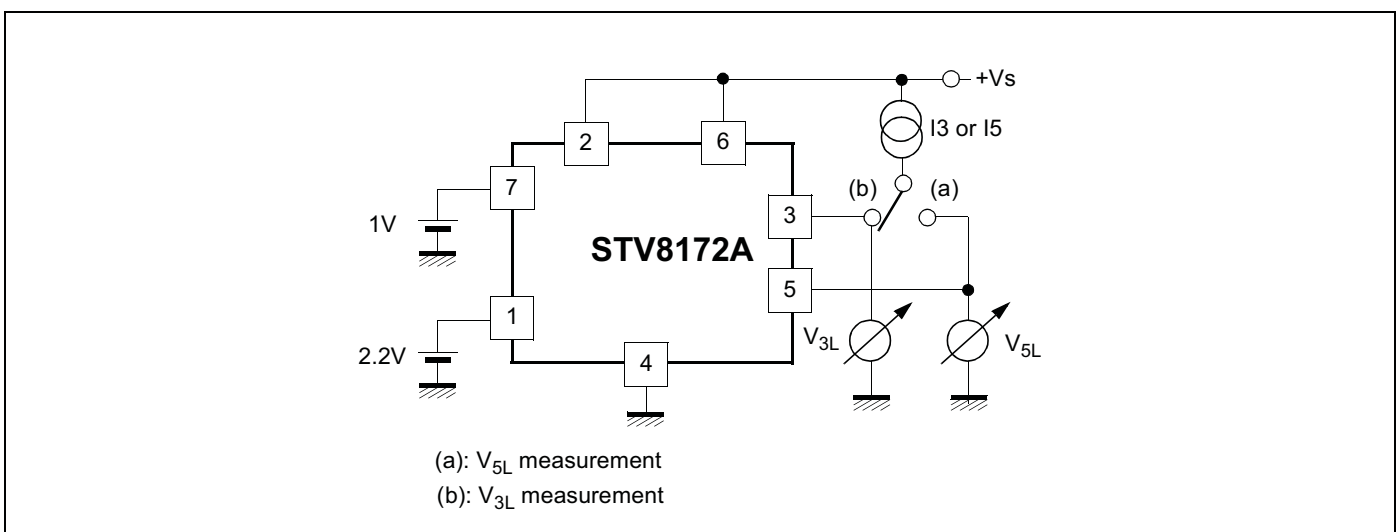 +Vs
2
6
I3 or I5
7
(b)
(a)
3
1V
STV8172A
5
1
V3L
V5L
2.2V
4
(a): V5L measurement
(b): V3L measurement